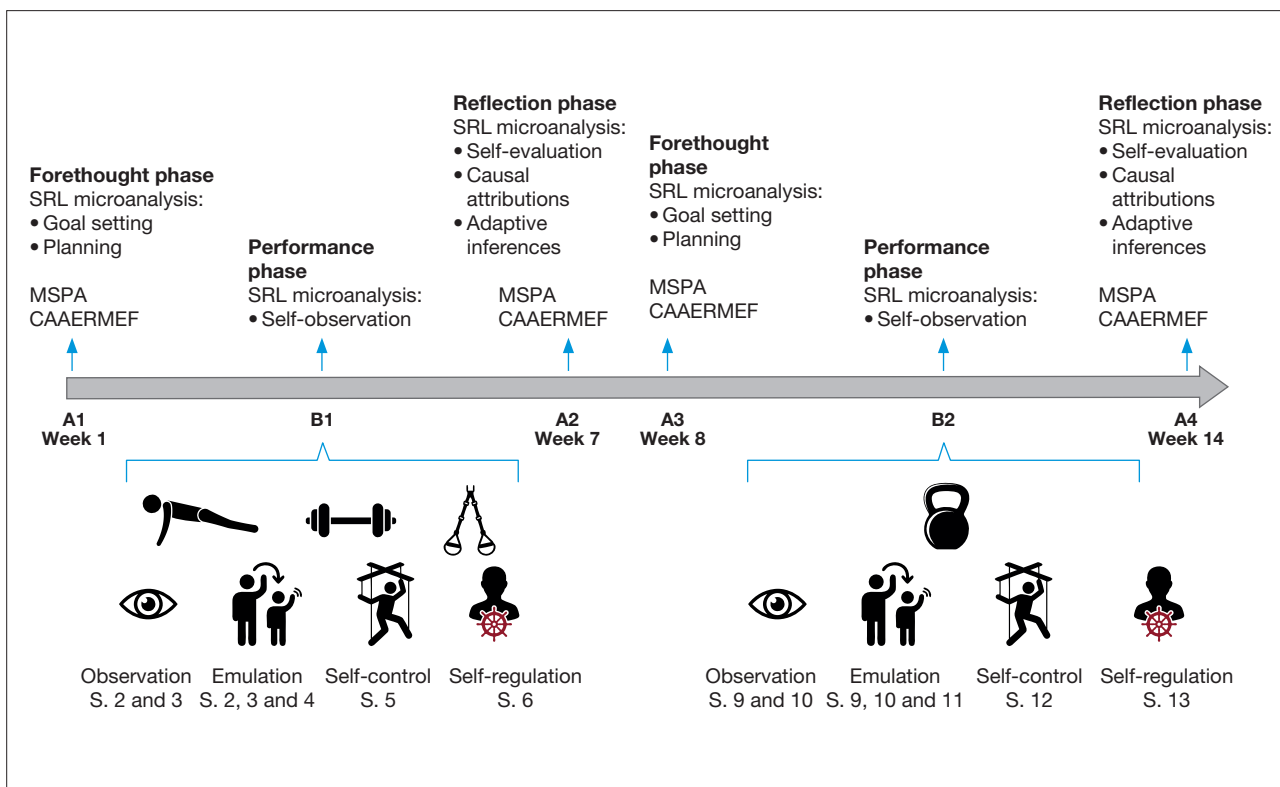 Forethought phase
SRL microanalysis:
• Goal setting
• Planning
MSPA
CAAERMEF
Performance
phase
SRL microanalysis:
• Self-observation
Reflection phase
SRL microanalysis:
• Self-evaluation
• Causal
attributions
• Adaptive
inferences
MSPA
CAAERMEF
Forethought
phase
SRL microanalysis:
• Goal setting
• Planning
MSPA
CAAERMEF
Performance
phase
SRL microanalysis:
• Self-observation
Reflection phase
SRL microanalysis:
• Self-evaluation
• Causal
attributions
• Adaptive
inferences
MSPA
CAAERMEF
A1
Week 1
B1
A2
Week 7
A3
Week 8
B2
A4
Week 14
Observation
S. 2 and 3
Emulation
S. 2, 3 and 4
Self-control
S. 5
Self-regulation
S. 6
Observation
S. 9 and 10
Emulation
S. 9, 10 and 11
Self-control
S. 12
Self-regulation
S. 13